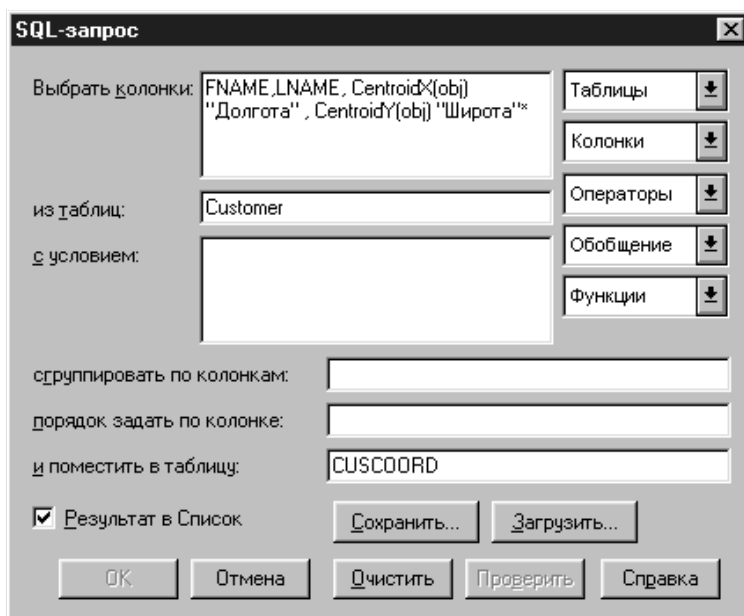 SQL-запрос
Выбрать колонки:
FNAME,LNAME, CentroidX(obj)
"Долгота" , CentroidY(obj) "Широта"*
Таблицы
Колонки
из таблиц:
Customer
Операторы
с условием:
Обобщение
Функции
сгруппировать по колонкам:
порядок задать по колонке:
и поместить в таблицу:
CUSCOORD
Результат в Список
Сохранить...
Загрузить...
OK
Отмена
Очистить
Проверить
Справка